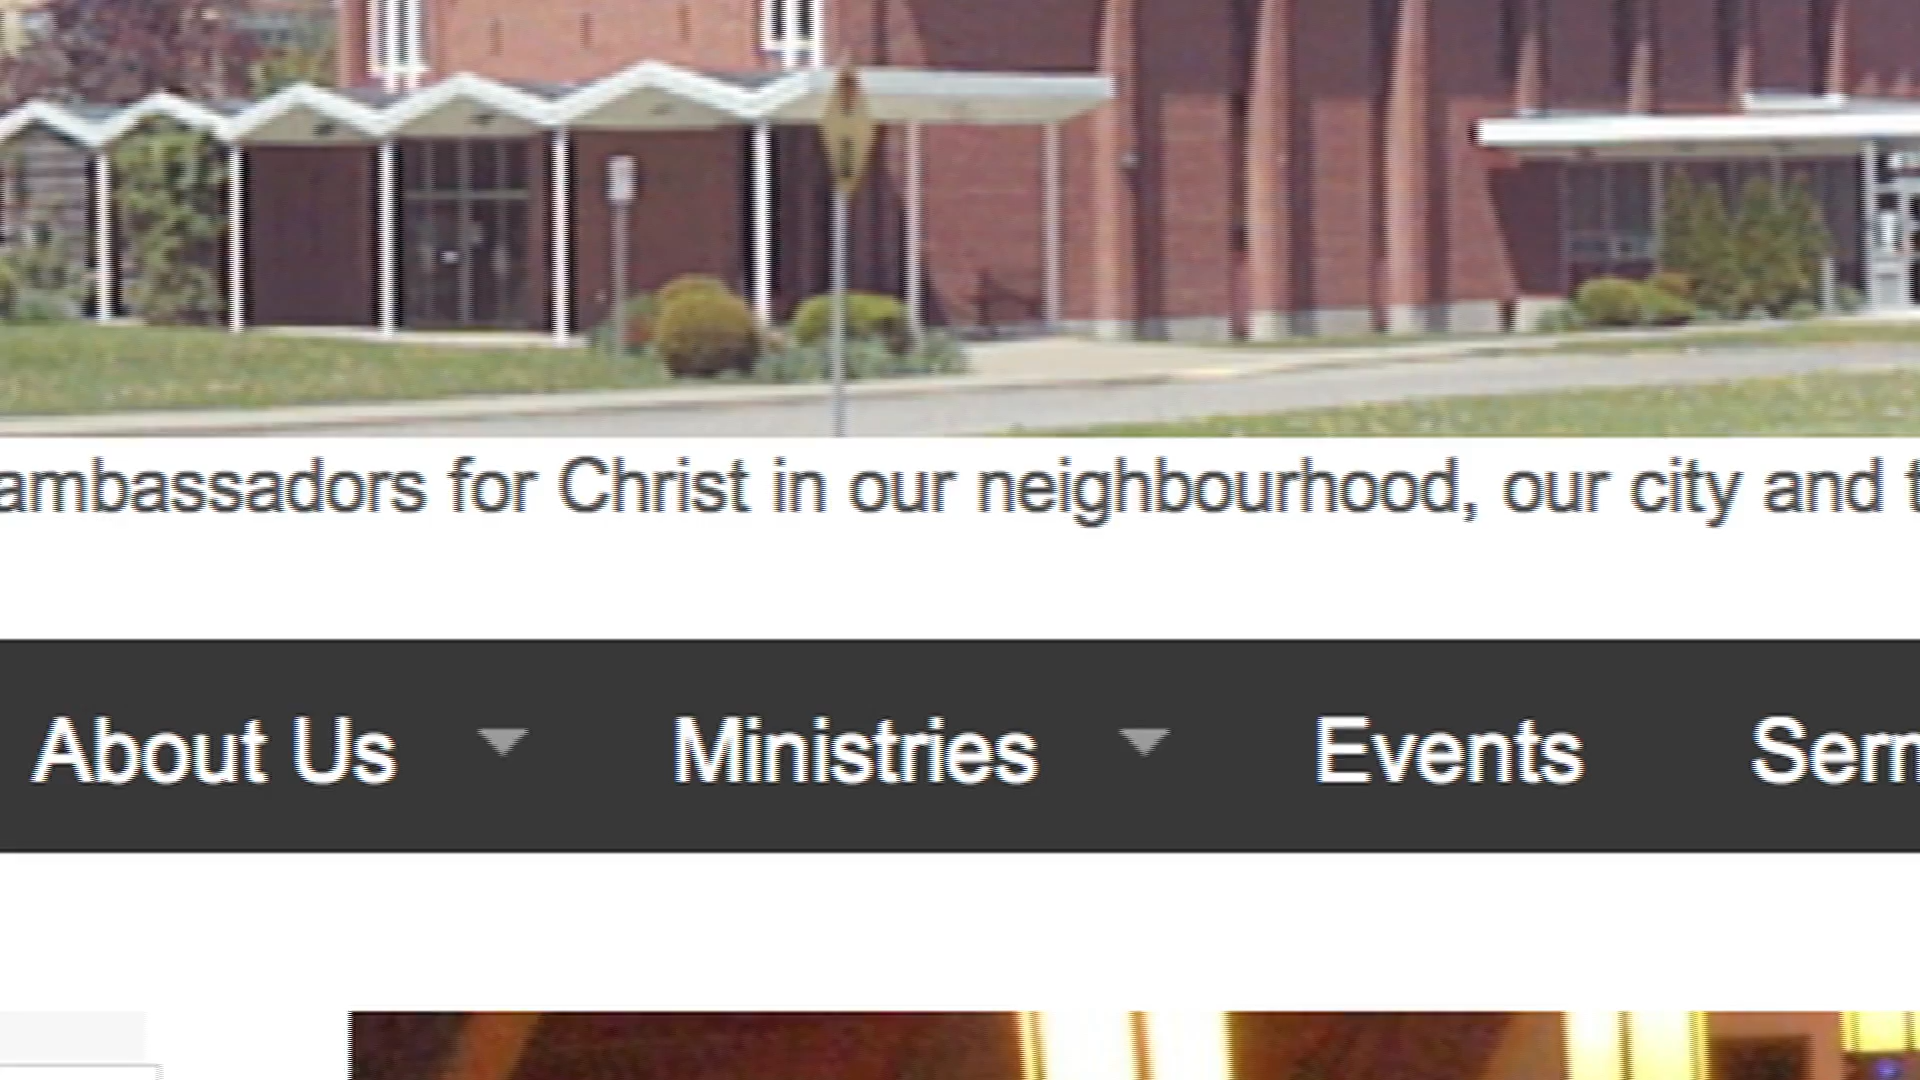 ambassadors for Christ in our neighbourhood, our city and
About Us Ministries Events